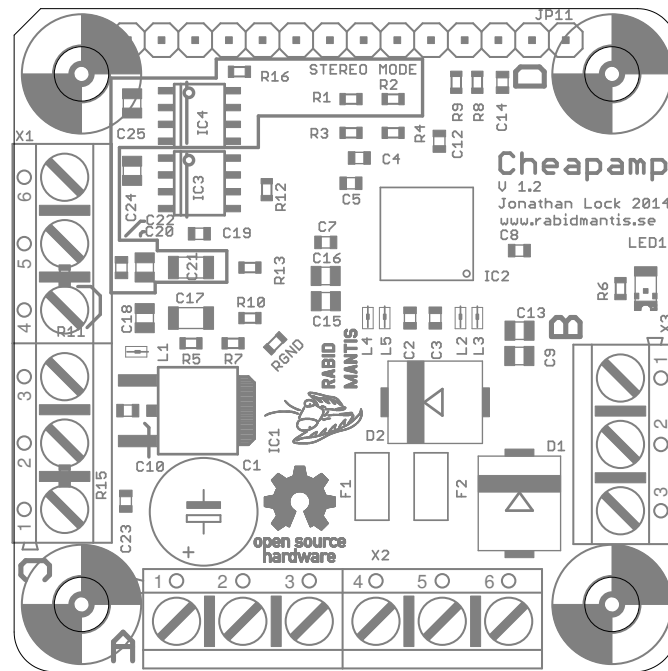 JP11
D
R16
STEREO MODE
R1
R2
R9
R8
C14
IC4
C25
R3
R4
C12
X1
C4
Cheapamp
V 1.2
Jonathan Lock 2014
www.rabidmantis.se
IC3
C24
R12
C5
6
C22
C20
C19
C7
C8
LED1
5
C21
R13
C16
IC2
R6
4
R11
C18
C17
R10
C15
C13
B
X3
L4
L5
C2
C3
L2
L3
C9
L1
R5
R7
RGND
RABID
MANTIS
1
3
D2
2
IC1
D1
2
C10
C1
R15
F1
F2
3
1
C23
open source
hardware
X2
C
+
1
2
3
4
5
6
A